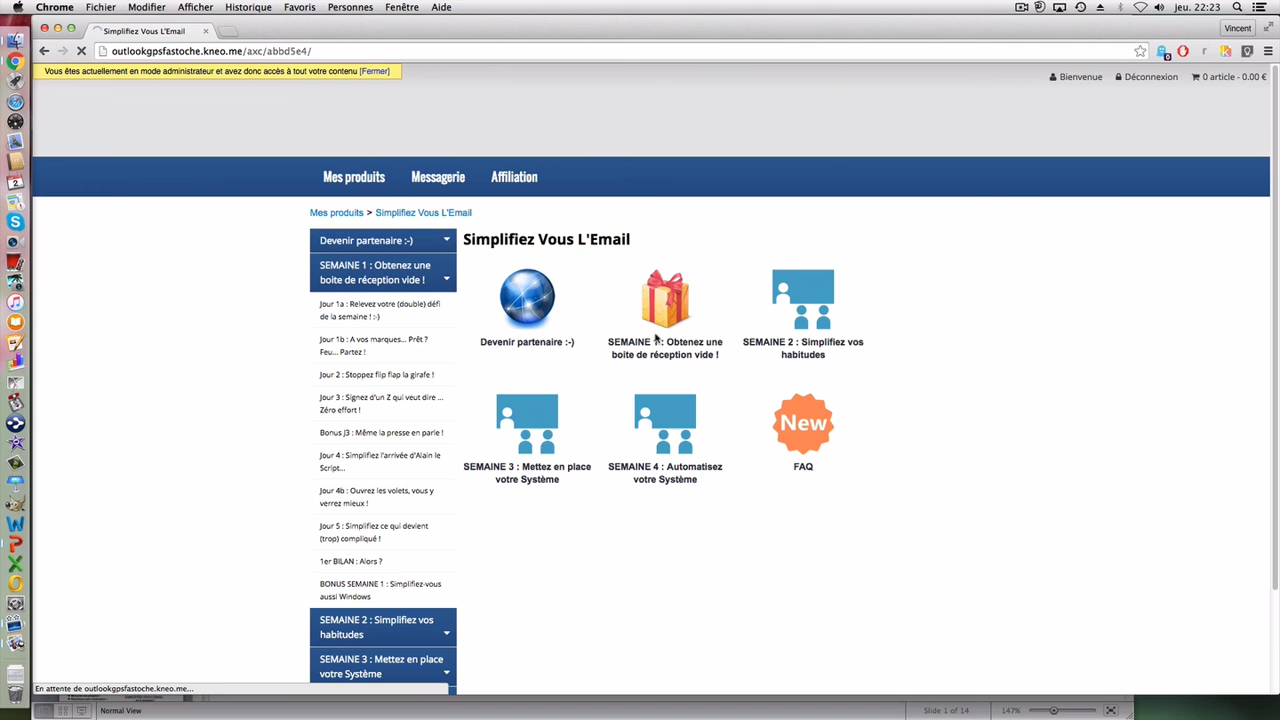 Chrome Fichier Modifier Afficher Historique Favoris Personnes Fenêtre Aide jeu. 22:23
Simplifiez Vous L'Email × Vincent
outlookgpsfastoche.kneo.me/axc/abbd5e4/
Vous êtes actuellement en mode administrateur et avez donc accès à tout votre contenu [Fermer]
Bienvenue Déconnexion 0 article - 0.00 €
Mes produits Messagerie Affiliation
Mes produits > Simplifiez Vous L'Email
Devenir partenaire :-)
SEMAINE 1 : Obtenez une
boite de réception vide !
Jour 1a : Relevez votre (double) défi
de la semaine ! :-)
Jour 1b : A vos marques... Prêt ?
Feu... Partez !
Jour 2 : Stoppez flip flap la girafe !
Jour 3 : Signez d'un Z qui veut dire ...
Zéro effort !
Bonus J3 : Même la presse en parle !
Jour 4 : Simplifiez l'arrivée d'Alain le
Script...
Jour 4b : Ouvrez les volets, vous y
verrez mieux !
Jour 5 : Simplifiez ce qui devient
(trop) compliqué !
1er BILAN : Alors ?
BONUS SEMAINE 1 : Simplifiez-vous
aussi Windows
SEMAINE 2 : Simplifiez vos
habitudes
SEMAINE 3 : Mettez en place
votre Système
Simplifiez Vous L'Email
Devenir partenaire :-)
SEMAINE 1 : Obtenez une
boite de réception vide !
SEMAINE 2 : Simplifiez vos
habitudes
SEMAINE 3 : Mettez en place
votre Système
SEMAINE 4 : Automatisez
votre Système
New
FAQ
En attente de outlookgpsfastoche.kneo.me...
Normal View Slide 1 of 14 147%